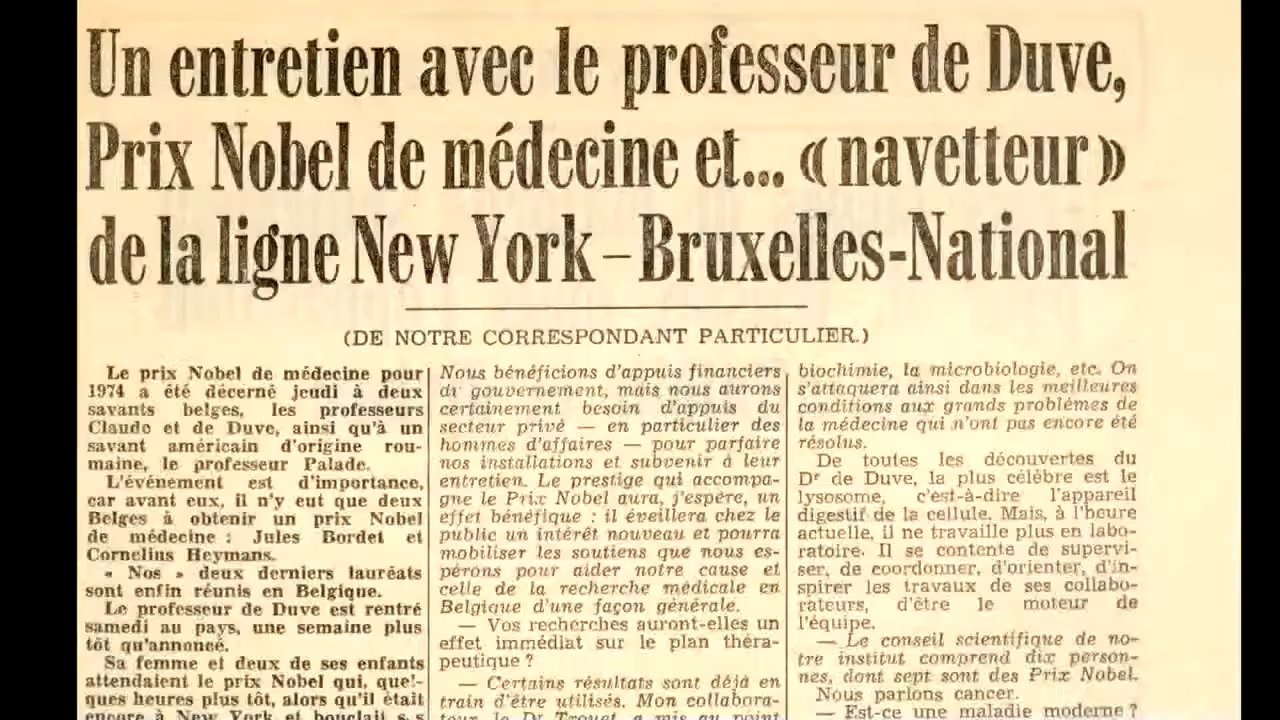 Un entretien avec le professeur de Duve,
Prix Nobel de médecine et... « navetteur »
de la ligne New York – Bruxelles-National
(DE NOTRE CORRESPONDANT PARTICULIER.)
Le prix Nobel de médecine pour
1974 a été décerné jeudi à deux
savants belges, les professeurs
Claude et de Duve, ainsi qu'à un
savant américain d'origine rou-
maine, le professeur Palade.
L'événement est d'importance,
car avant eux, il n'y eut que deux
Belges à obtenir un prix Nobel
de médecine : Jules Bordet et
Cornelius Heymans.
« Nos » deux derniers lauréats
sont enfin réunis en Belgique.
Le professeur de Duve est rentré
samedi au pays, une semaine plus
tôt qu'annoncé.
Sa femme et deux de ses enfants
attendaient le prix Nobel qui, quel-
ques heures plus tôt, alors qu'il était
encore à New York et bouclait
Nous bénéficions d'appuis financiers
du gouvernement, mais nous aurons
certainement besoin d'appuis du
secteur privé — en particulier des
hommes d'affaires — pour parfaire
nos installations et subvenir à leur
entretien. Le prestige qui accompa-
gne le Prix Nobel aura, j'espère, un
effet bénéfique : il éveillera chez le
public un intérêt nouveau et pourra
mobiliser les soutiens que nous es-
pérons pour aider notre cause et
celle de la recherche médicale en
Belgique d'une façon générale.
— Vos recherches auront-elles un
effet immédiat sur le plan théra-
peutique ?
— Certains résultats sont déjà en
train d'être utilisés. Mon collabora-
teur le Dr Trouet a mis au point
biochimie, la microbiologie, etc. On
s'attaquera ainsi dans les meilleures
conditions aux grands problèmes de
la médecine qui n'ont pas encore été
résolus.
De toutes les découvertes du
Dr de Duve, la plus célèbre est le
lysosome, c'est-à-dire l'appareil
digestif de la cellule. Mais, à l'heure
actuelle, il ne travaille plus en labo-
ratoire. Il se contente de supervi-
ser, de coordonner, d'orienter, d'in-
spirer les travaux de ses collabo-
rateurs, d'être le moteur de
l'équipe.
— Le conseil scientifique de no-
tre institut comprend dix person-
nes, dont sept sont des Prix Nobel.
Nous parlons cancer.
— Est-ce une maladie moderne ?